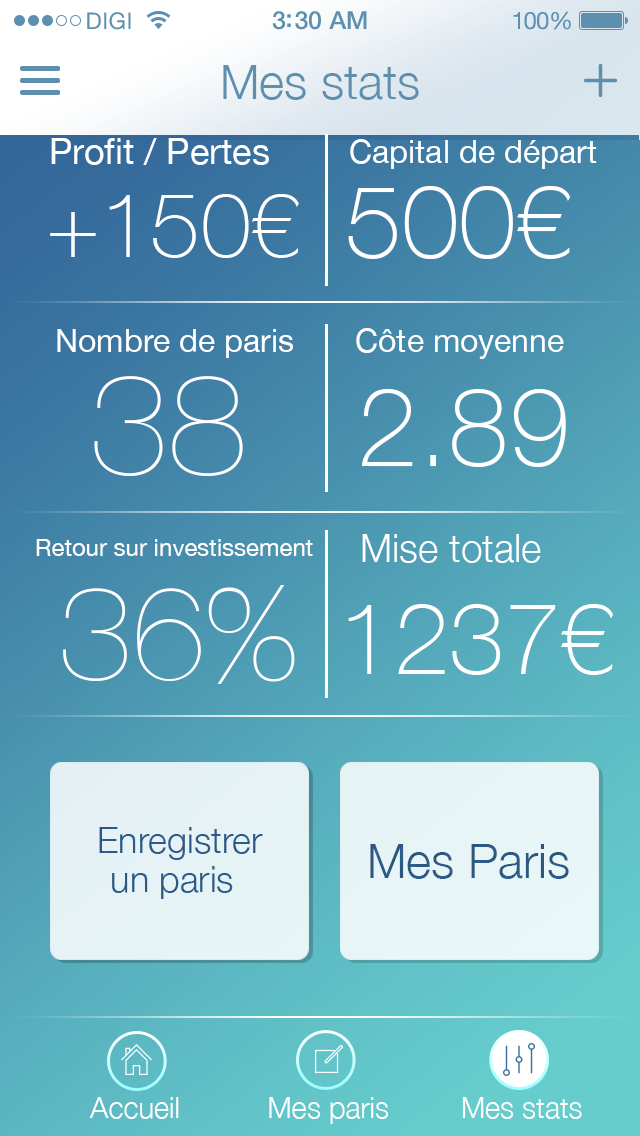 DIGI 3:30 AM 100%
Mes stats
Profit / Pertes
+150€
Capital de départ
500€
Nombre de paris
38
Côte moyenne
2.89
Retour sur investissement
36%
Mise totale
1237€
Enregistrer
un paris
Mes Paris
Accueil
Mes paris
Mes stats